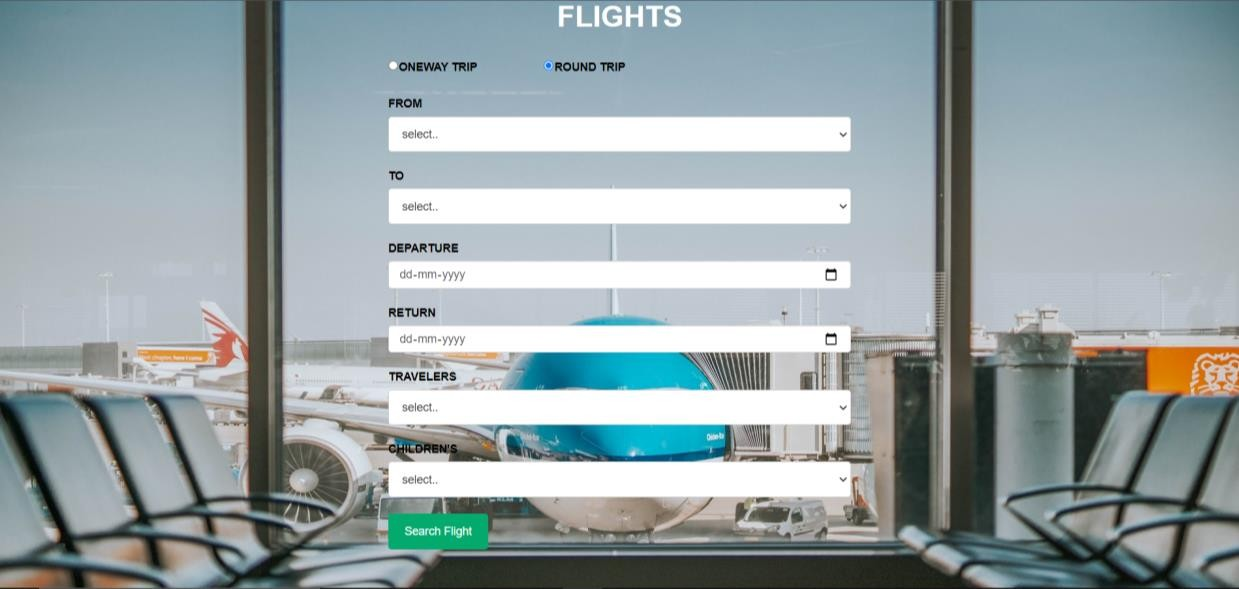 FLIGHTS
ONEWAY TRIP ROUND TRIP
FROM
select..
TO
select..
DEPARTURE
dd-mm-yyyy
RETURN
dd-mm-yyyy
TRAVELERS
select..
CHILDREN'S
select..
Search Flight